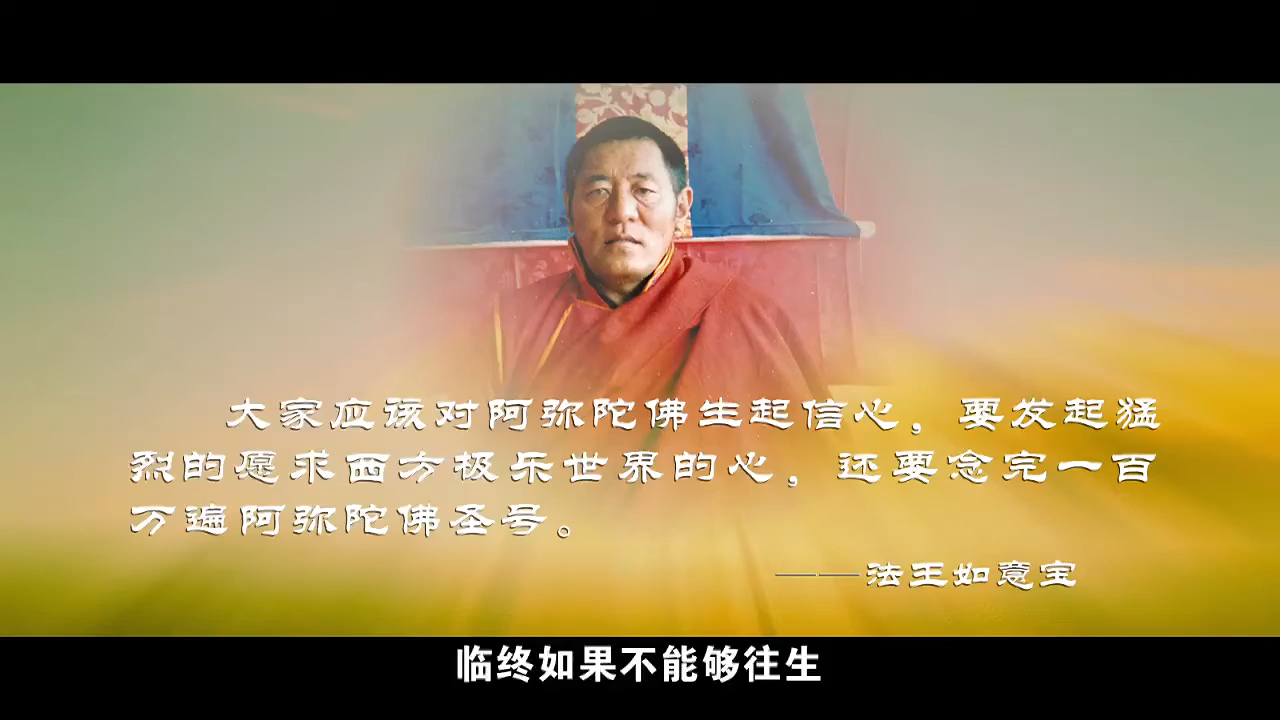 大家应该对阿弥陀佛生起信心，要发起猛
烈的愿求西方极乐世界的心，还要念完一百
万遍阿弥陀佛圣号。
——法王如意宝
临终如果不能够往生